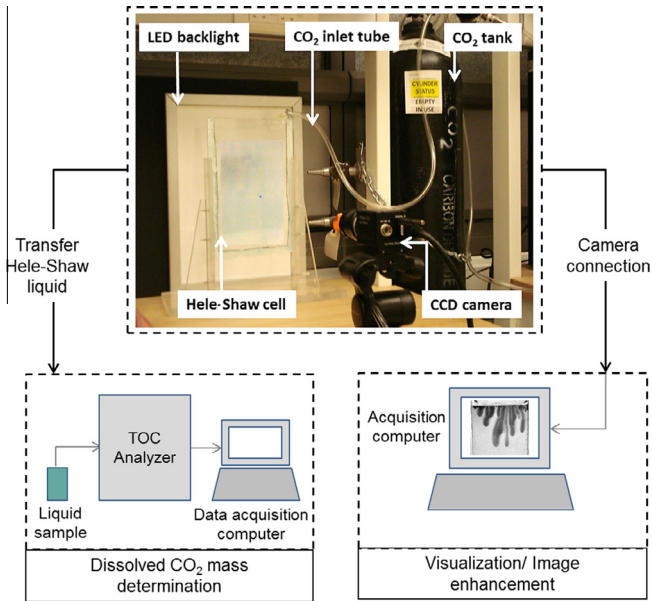 LED backlight
CO₂ inlet tube
CO₂ tank
CYLINDER
STATUS
EMPTY
IN USE
CO₂ CARBON
Hele-Shaw cell
CCD camera
Transfer
Hele-Shaw
liquid
Camera
connection
TOC
Analyzer
Liquid
sample
Data acquisition
computer
Dissolved CO₂ mass
determination
Acquisition
computer
Visualization/ Image
enhancement